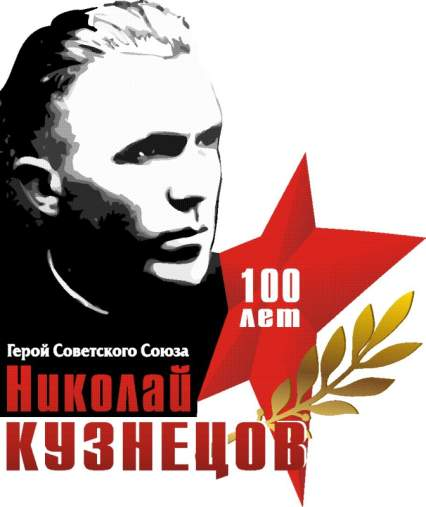 100
лет
Герой Советского Союза
Николай
КУЗНЕЦОВ